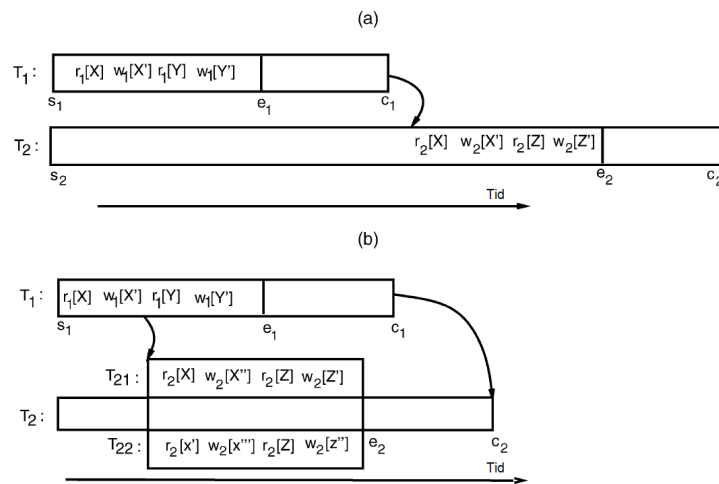 (a)
T₁ : r₁[X] w₁[X'] r₁[Y] w₁[Y']
s₁ e₁ c₁
T₂ : r₂[X] w₂[X'] r₂[Z] w₂[Z']
s₂ e₂ c₂
Tid
(b)
T₁ : r₁[X] w₁[X'] r₁[Y] w₁[Y']
s₁ e₁ c₁
T₂₁ : r₂[X] w₂[X''] r₂[Z] w₂[Z']
T₂ :
T₂₂ : r₂[x'] w₂[x'''] r₂[Z] w₂[z''] e₂ c₂
Tid